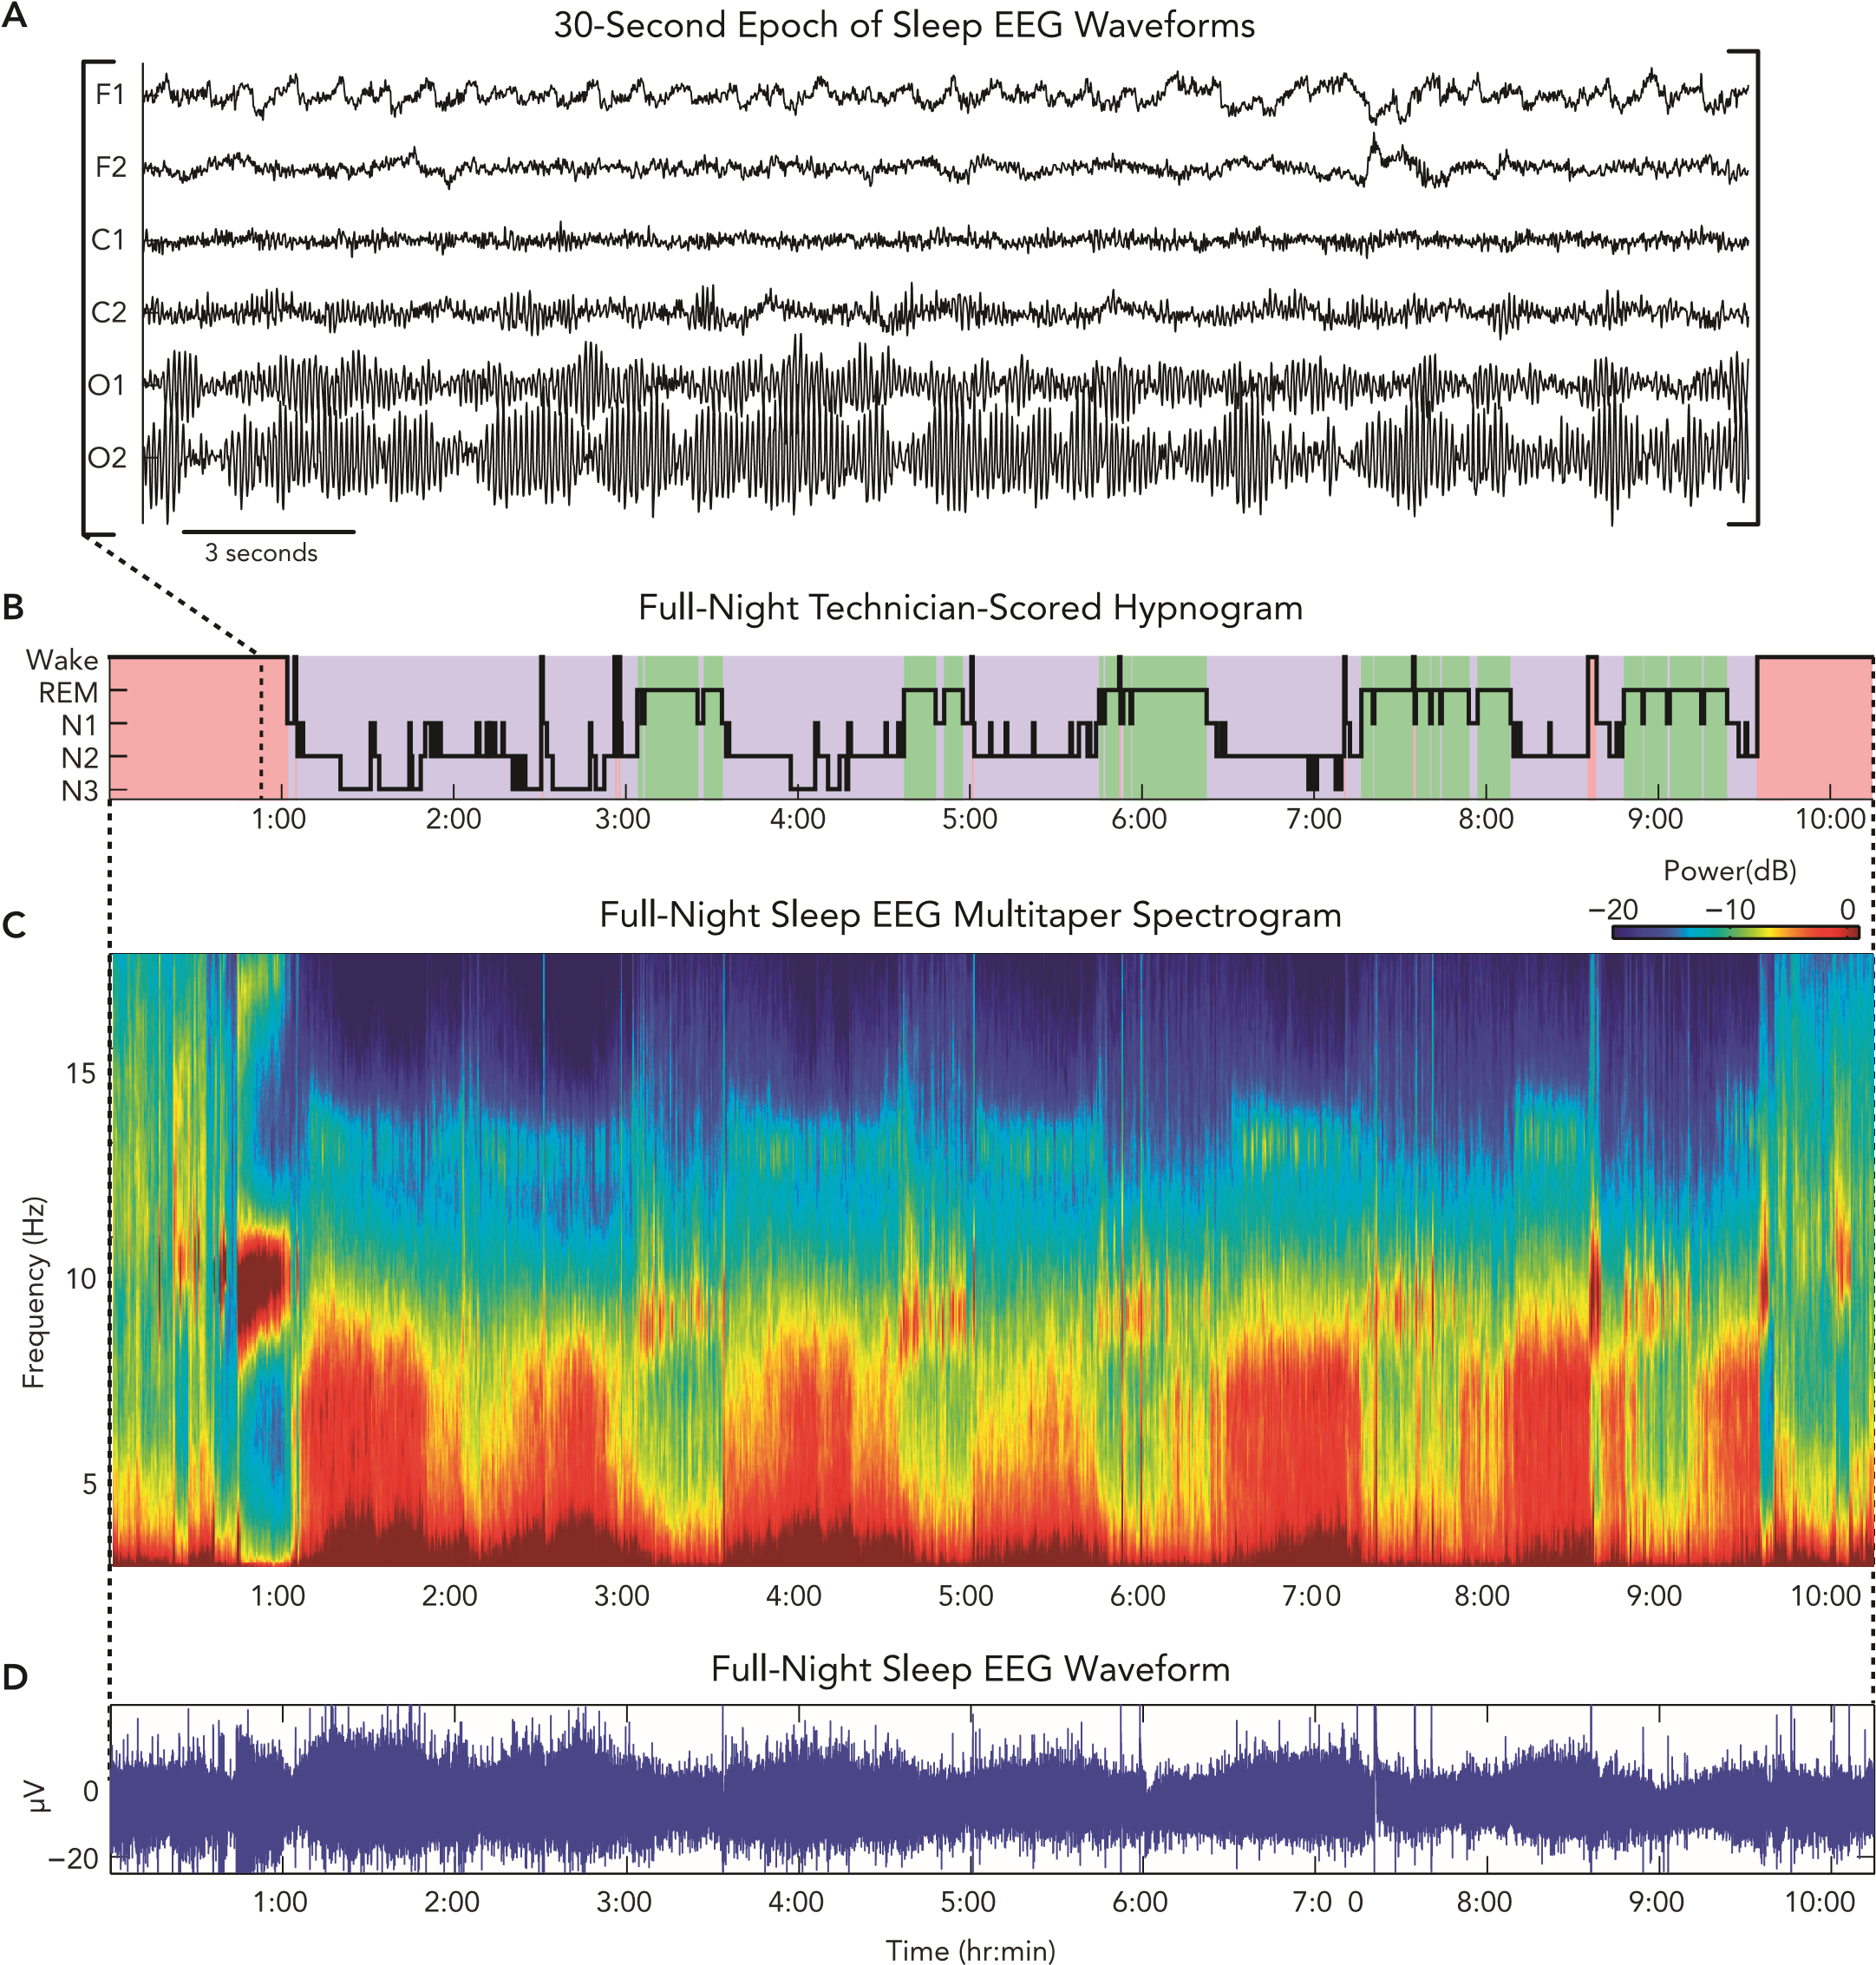 A
30-Second Epoch of Sleep EEG Waveforms
F1
F2
C1
C2
O1
O2
3 seconds
B
Full-Night Technician-Scored Hypnogram
Wake
REM
N1
N2
N3
1:00 2:00 3:00 4:00 5:00 6:00 7:00 8:00 9:00 10:00
Power(dB)
C
Full-Night Sleep EEG Multitaper Spectrogram
−20 −10 0
15
10
5
Frequency (Hz)
1:00 2:00 3:00 4:00 5:00 6:00 7:00 8:00 9:00 10:00
D
Full-Night Sleep EEG Waveform
µV
0
−20
1:00 2:00 3:00 4:00 5:00 6:00 7:0 0 8:00 9:00 10:00
Time (hr:min)